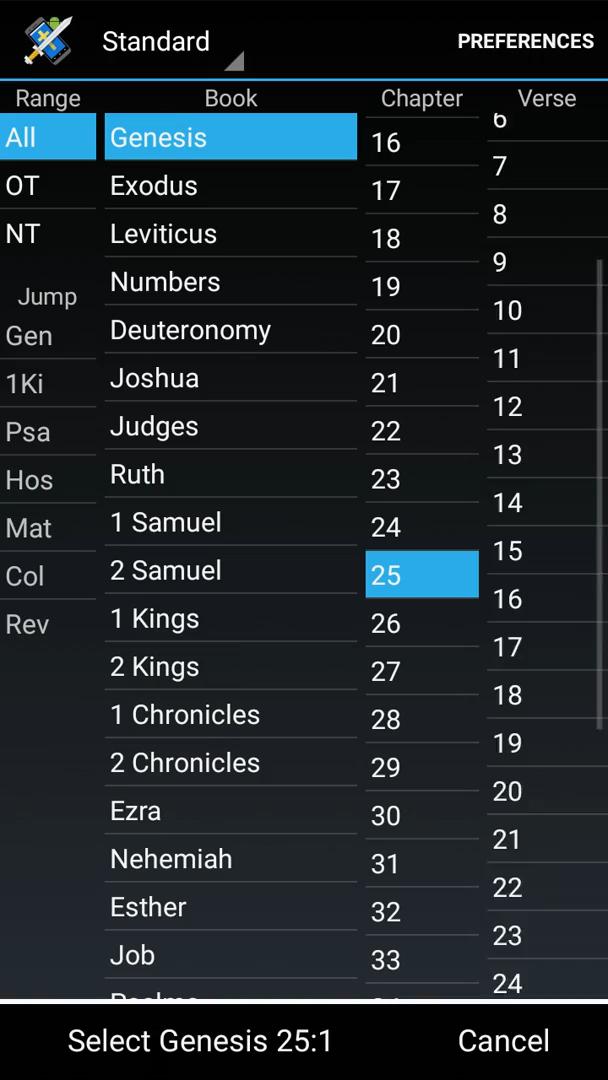 Standard
PREFERENCES
Range
Book
Chapter
Verse
All
OT
NT
Jump
Gen
1Ki
Psa
Hos
Mat
Col
Rev
Genesis
Exodus
Leviticus
Numbers
Deuteronomy
Joshua
Judges
Ruth
1 Samuel
2 Samuel
1 Kings
2 Kings
1 Chronicles
2 Chronicles
Ezra
Nehemiah
Esther
Job
Psalms
16
17
18
19
20
21
22
23
24
25
26
27
28
29
30
31
32
33
6
7
8
9
10
11
12
13
14
15
16
17
18
19
20
21
22
23
24
Select Genesis 25:1
Cancel